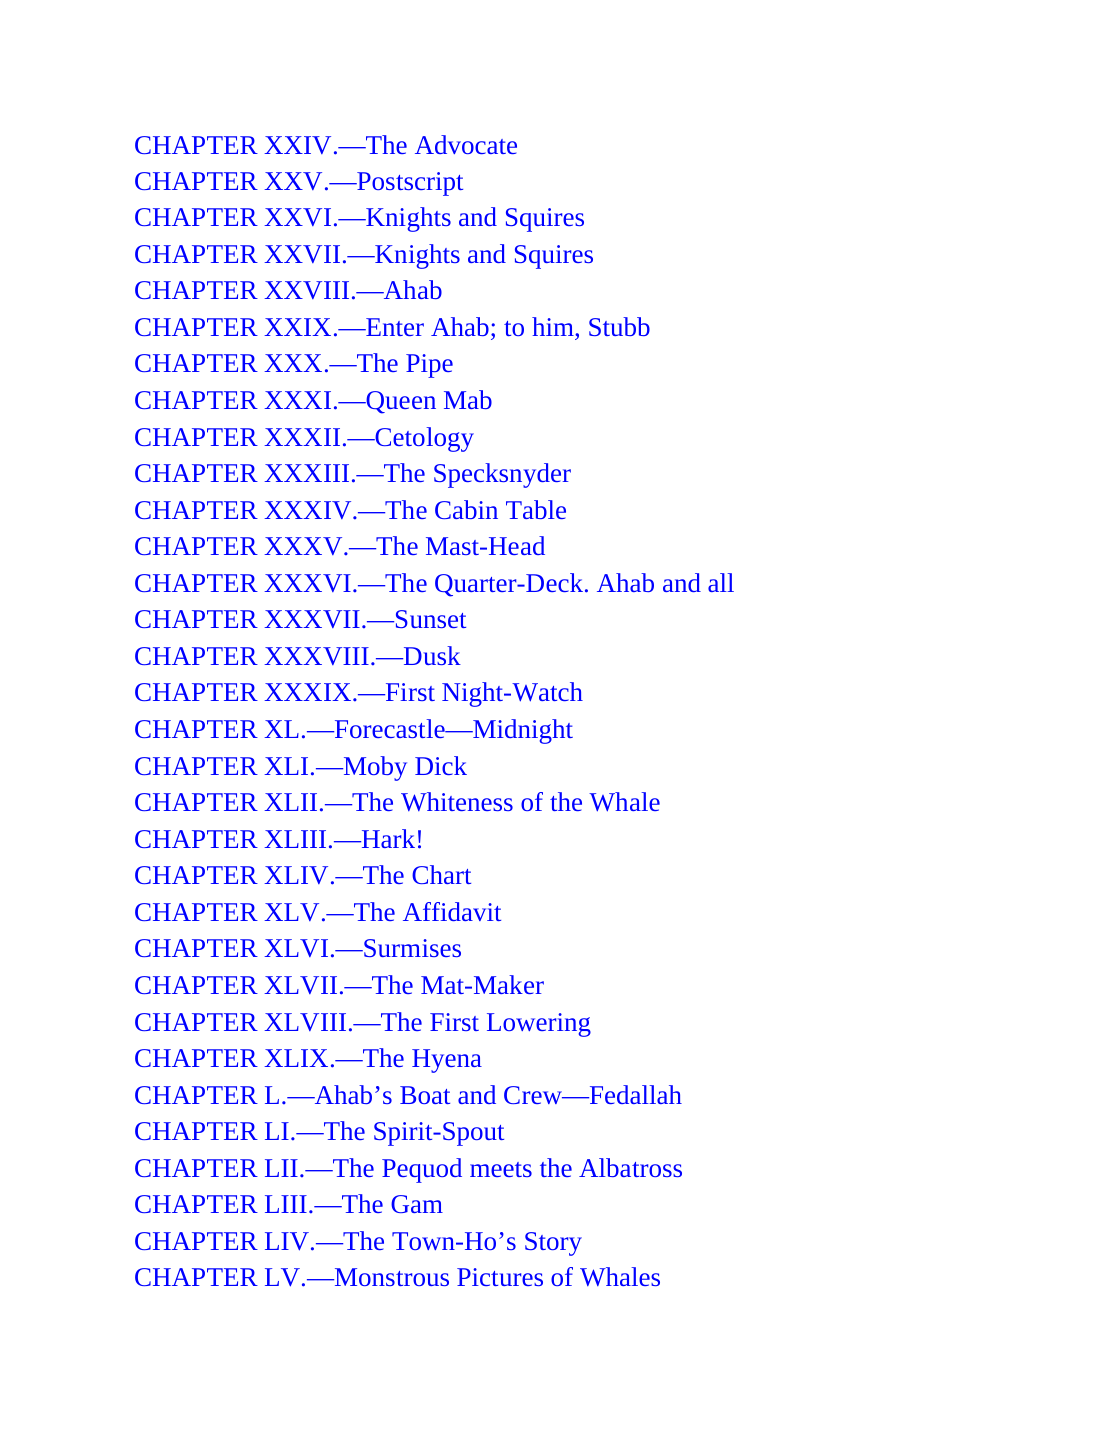 CHAPTER XXIV.—The Advocate
CHAPTER XXV.—Postscript
CHAPTER XXVI.—Knights and Squires
CHAPTER XXVII.—Knights and Squires
CHAPTER XXVIII.—Ahab
CHAPTER XXIX.—Enter Ahab; to him, Stubb
CHAPTER XXX.—The Pipe
CHAPTER XXXI.—Queen Mab
CHAPTER XXXII.—Cetology
CHAPTER XXXIII.—The Specksnyder
CHAPTER XXXIV.—The Cabin Table
CHAPTER XXXV.—The Mast-Head
CHAPTER XXXVI.—The Quarter-Deck. Ahab and all
CHAPTER XXXVII.—Sunset
CHAPTER XXXVIII.—Dusk
CHAPTER XXXIX.—First Night-Watch
CHAPTER XL.—Forecastle—Midnight
CHAPTER XLI.—Moby Dick
CHAPTER XLII.—The Whiteness of the Whale
CHAPTER XLIII.—Hark!
CHAPTER XLIV.—The Chart
CHAPTER XLV.—The Affidavit
CHAPTER XLVI.—Surmises
CHAPTER XLVII.—The Mat-Maker
CHAPTER XLVIII.—The First Lowering
CHAPTER XLIX.—The Hyena
CHAPTER L.—Ahab’s Boat and Crew—Fedallah
CHAPTER LI.—The Spirit-Spout
CHAPTER LII.—The Pequod meets the Albatross
CHAPTER LIII.—The Gam
CHAPTER LIV.—The Town-Ho’s Story
CHAPTER LV.—Monstrous Pictures of Whales